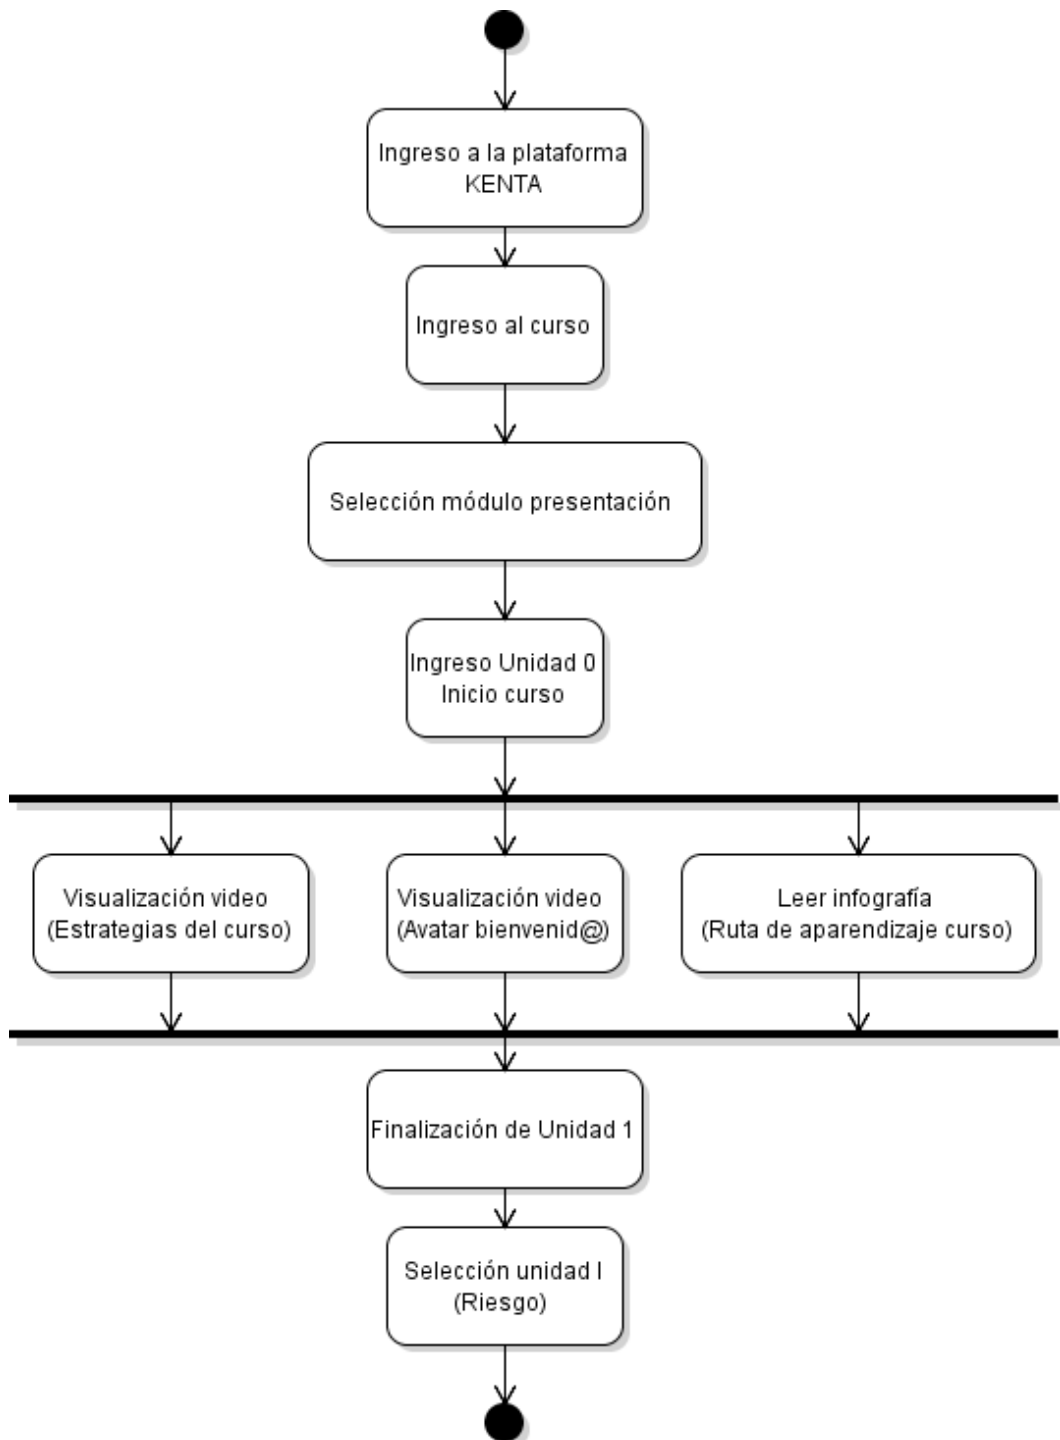 Ingreso a la plataforma
KENTA
Ingreso al curso
Selección módulo presentación
Ingreso Unidad 0
Inicio curso
Visualización video
(Estrategias del curso)
Visualización video
(Avatar bienvenid@)
Leer infografía
(Ruta de aparendizaje curso)
Finalización de Unidad 1
Selección unidad I
(Riesgo)